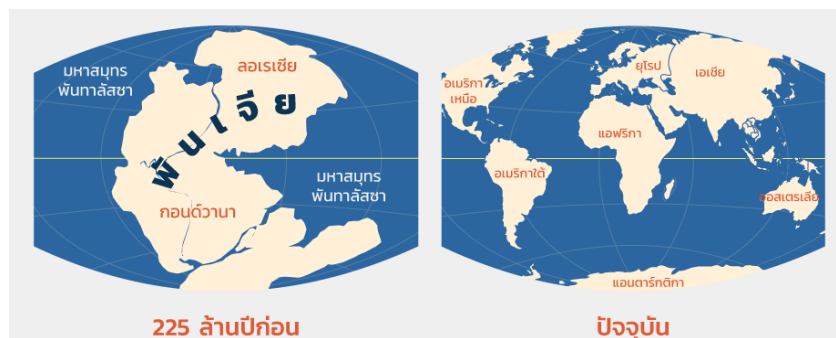 มหาสมุทร
พันทาลัสซา
ลอเรเซีย
พันเจีย
มหาสมุทร
พันทาลัสซา
กอนด์วานา
225 ล้านปีก่อน
อเมริกา
เหนือ
ยุโรป
เอเชีย
แอฟริกา
อเมริกาใต้
ออสเตรเลีย
แอนตาร์กติกา
ปัจจุบัน